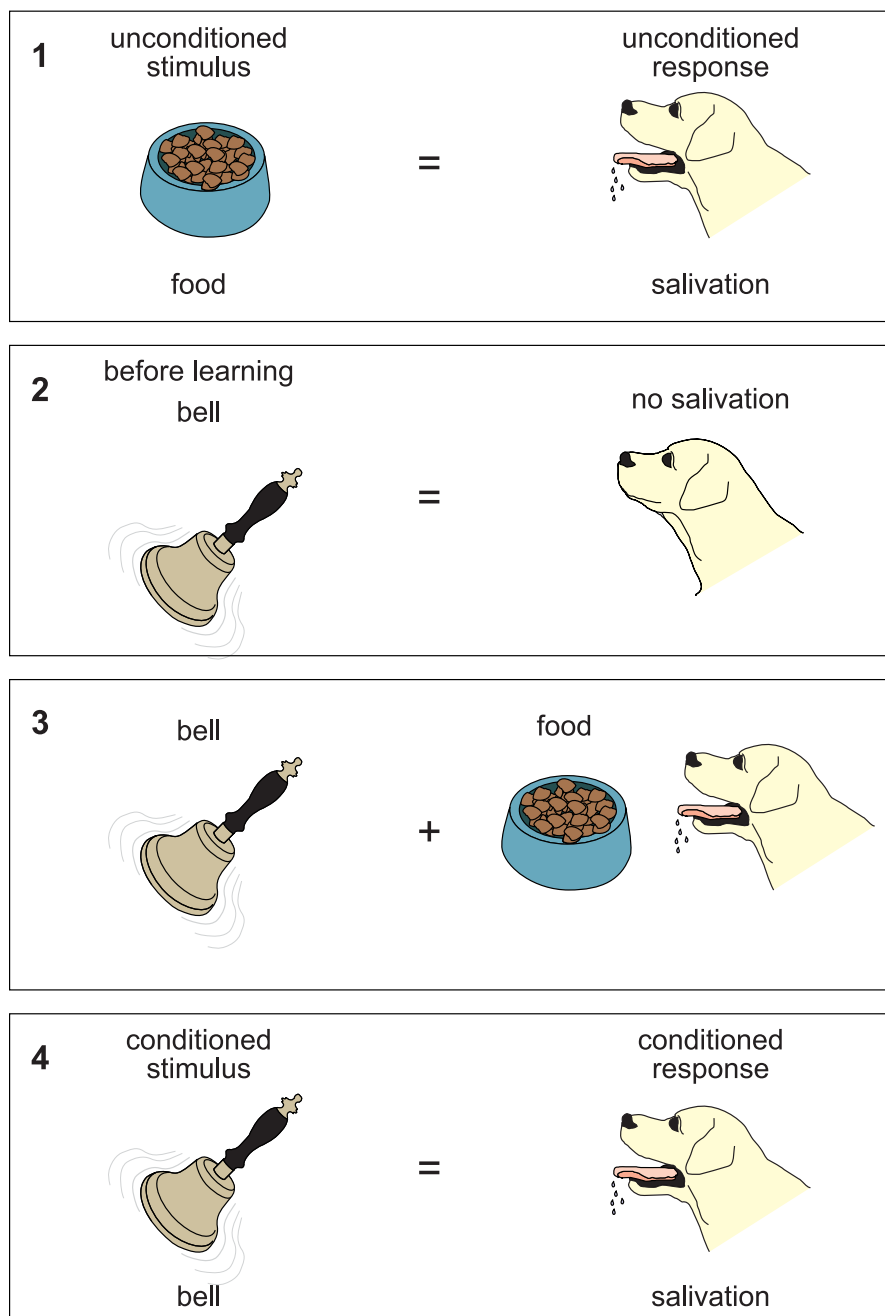 1
unconditioned
stimulus
unconditioned
response
=
food
salivation
2
before learning
bell
no salivation
=
3
bell
food
+
4
conditioned
stimulus
conditioned
response
=
bell
salivation